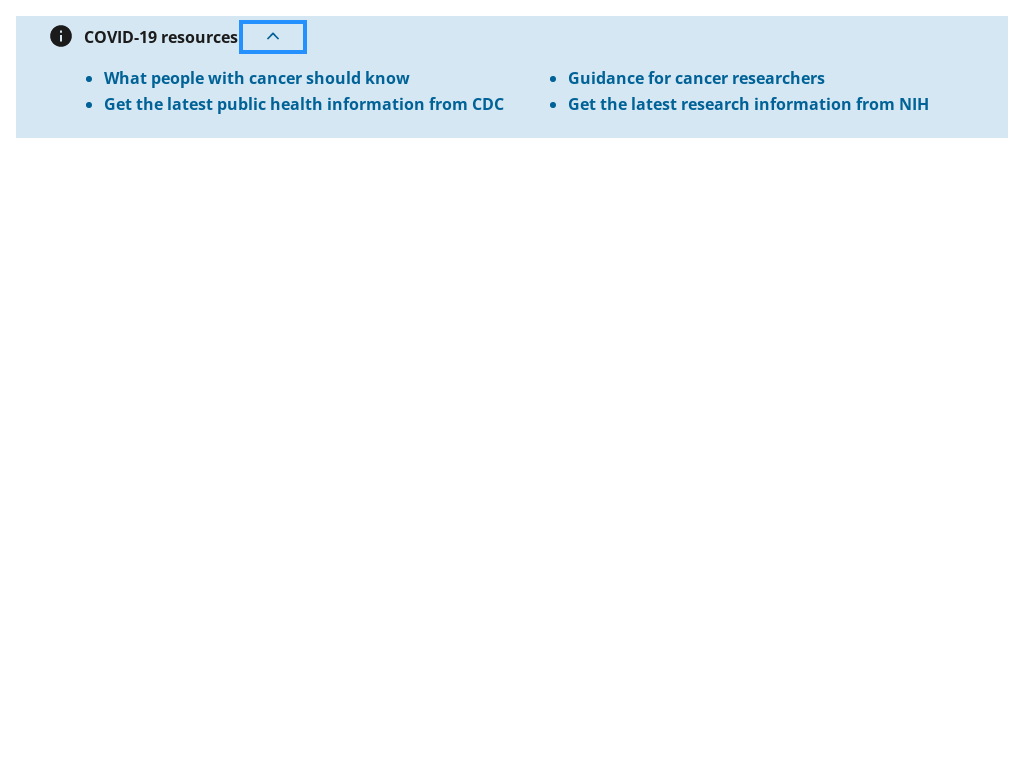 COVID-19 resources
What people with cancer should know
Get the latest public health information from CDC
Guidance for cancer researchers
Get the latest research information from NIH